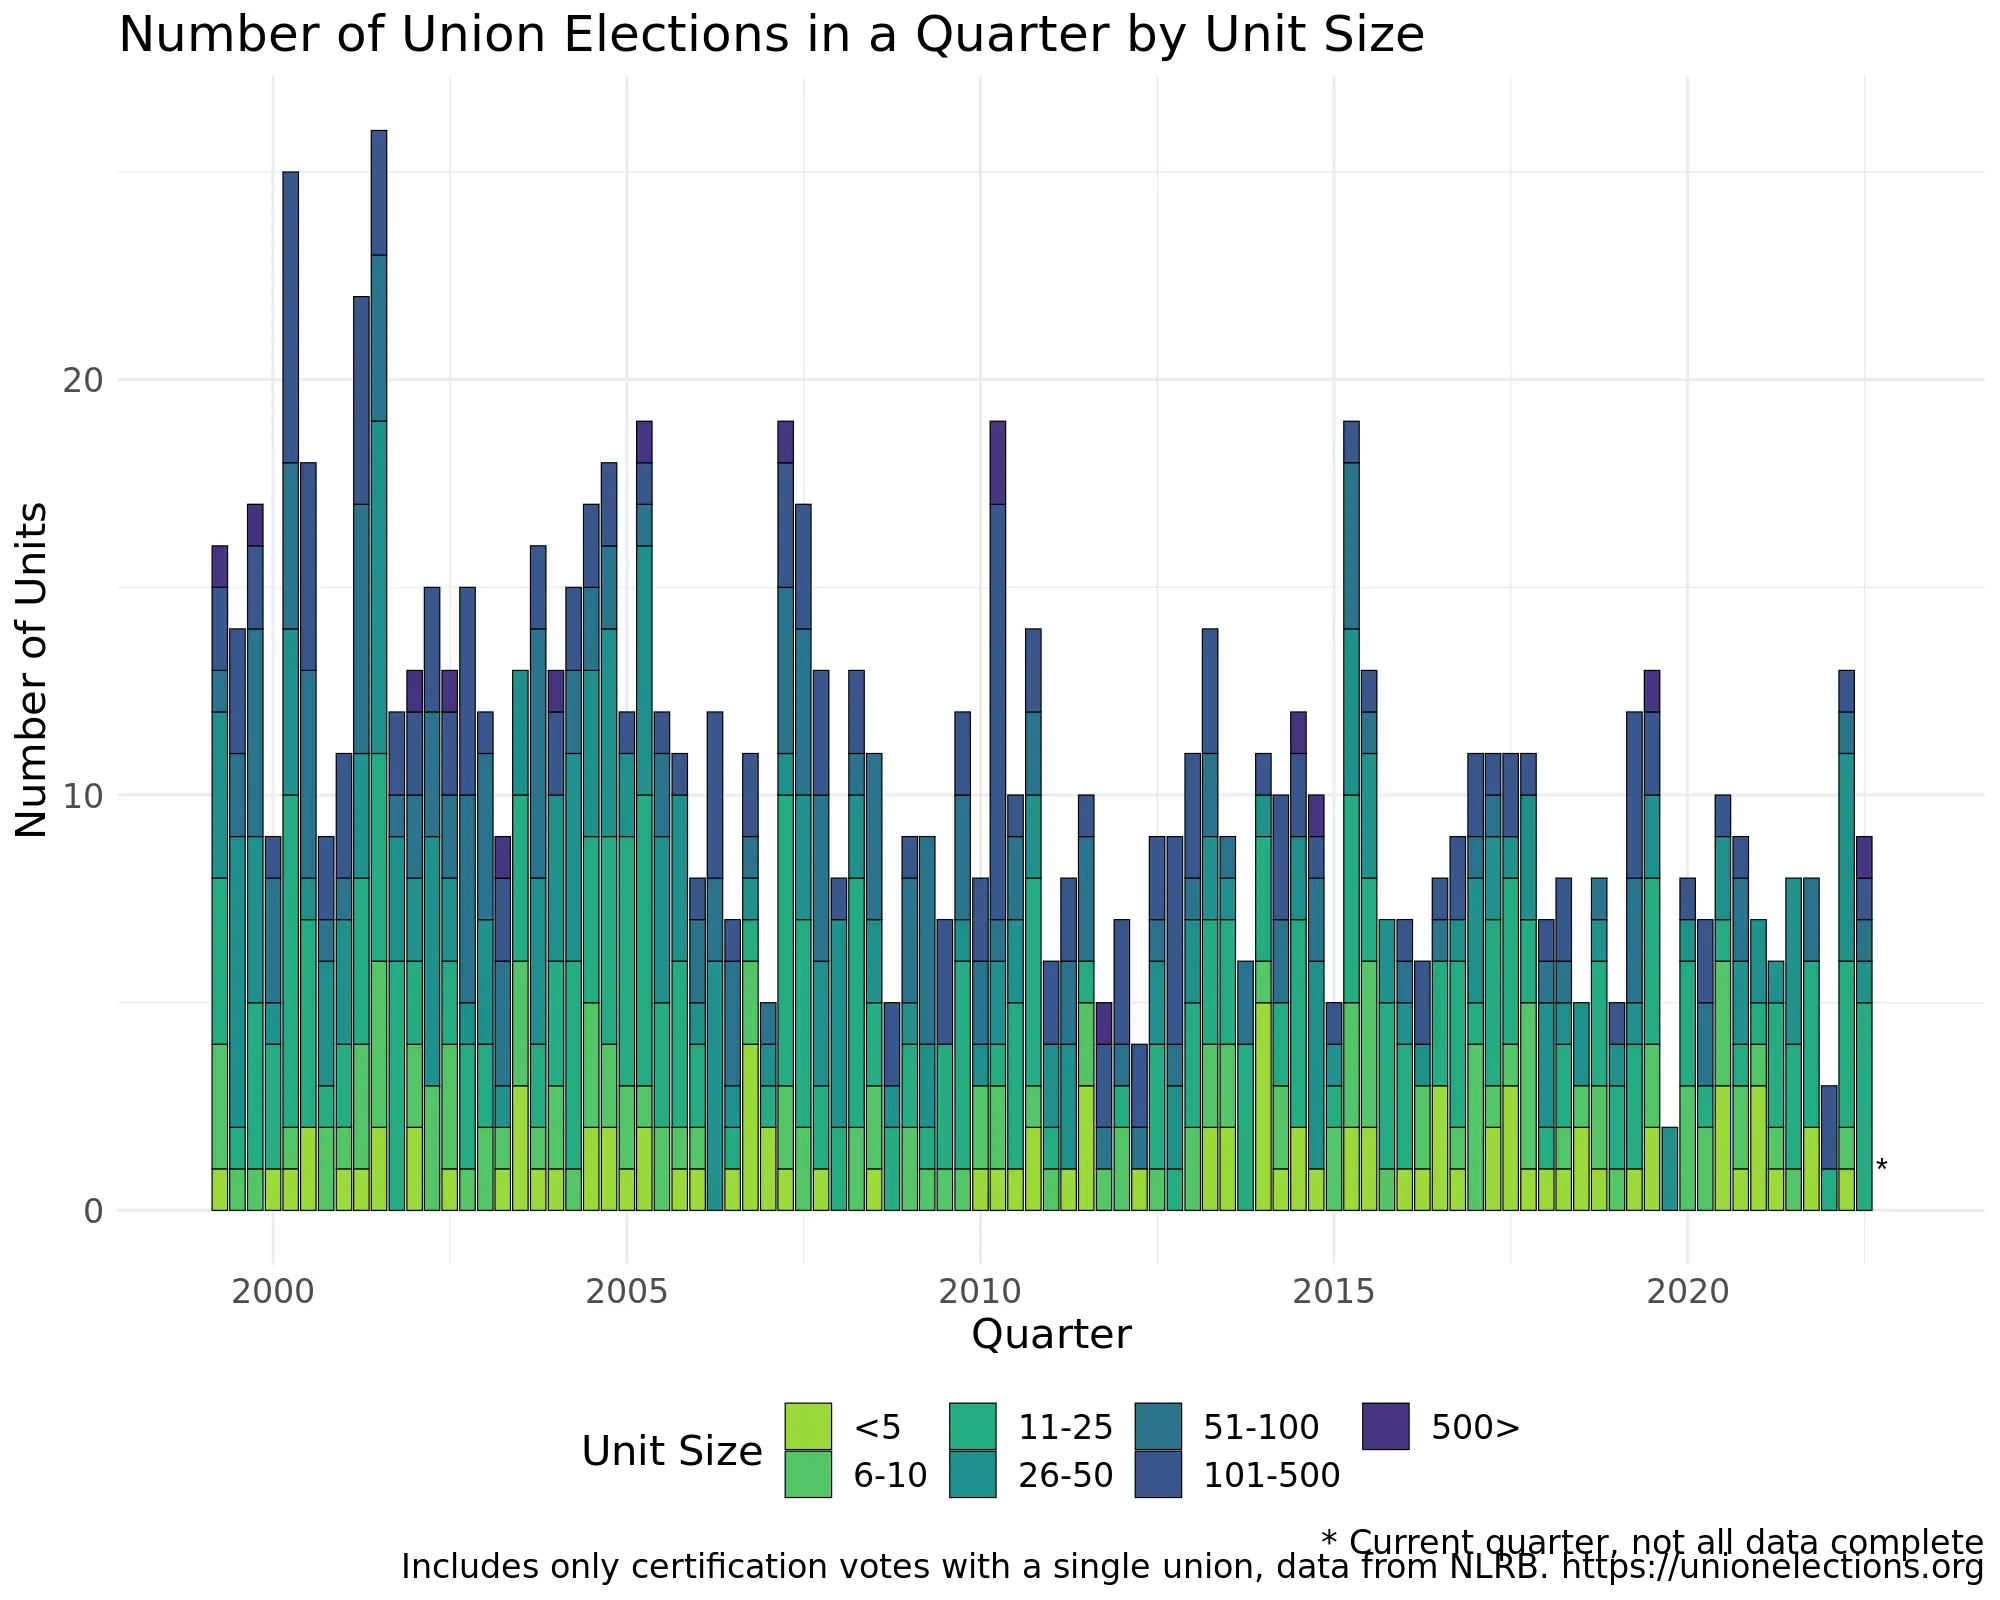 Number of Union Elections in a Quarter by Unit Size
Number of Units
20
10
0
*
2000 2005 2010 2015 2020
Quarter
Unit Size
<5 11-25 51-100 500>
6-10 26-50 101-500
* Current quarter, not all data complete
Includes only certification votes with a single union, data from NLRB. https://unionelections.org